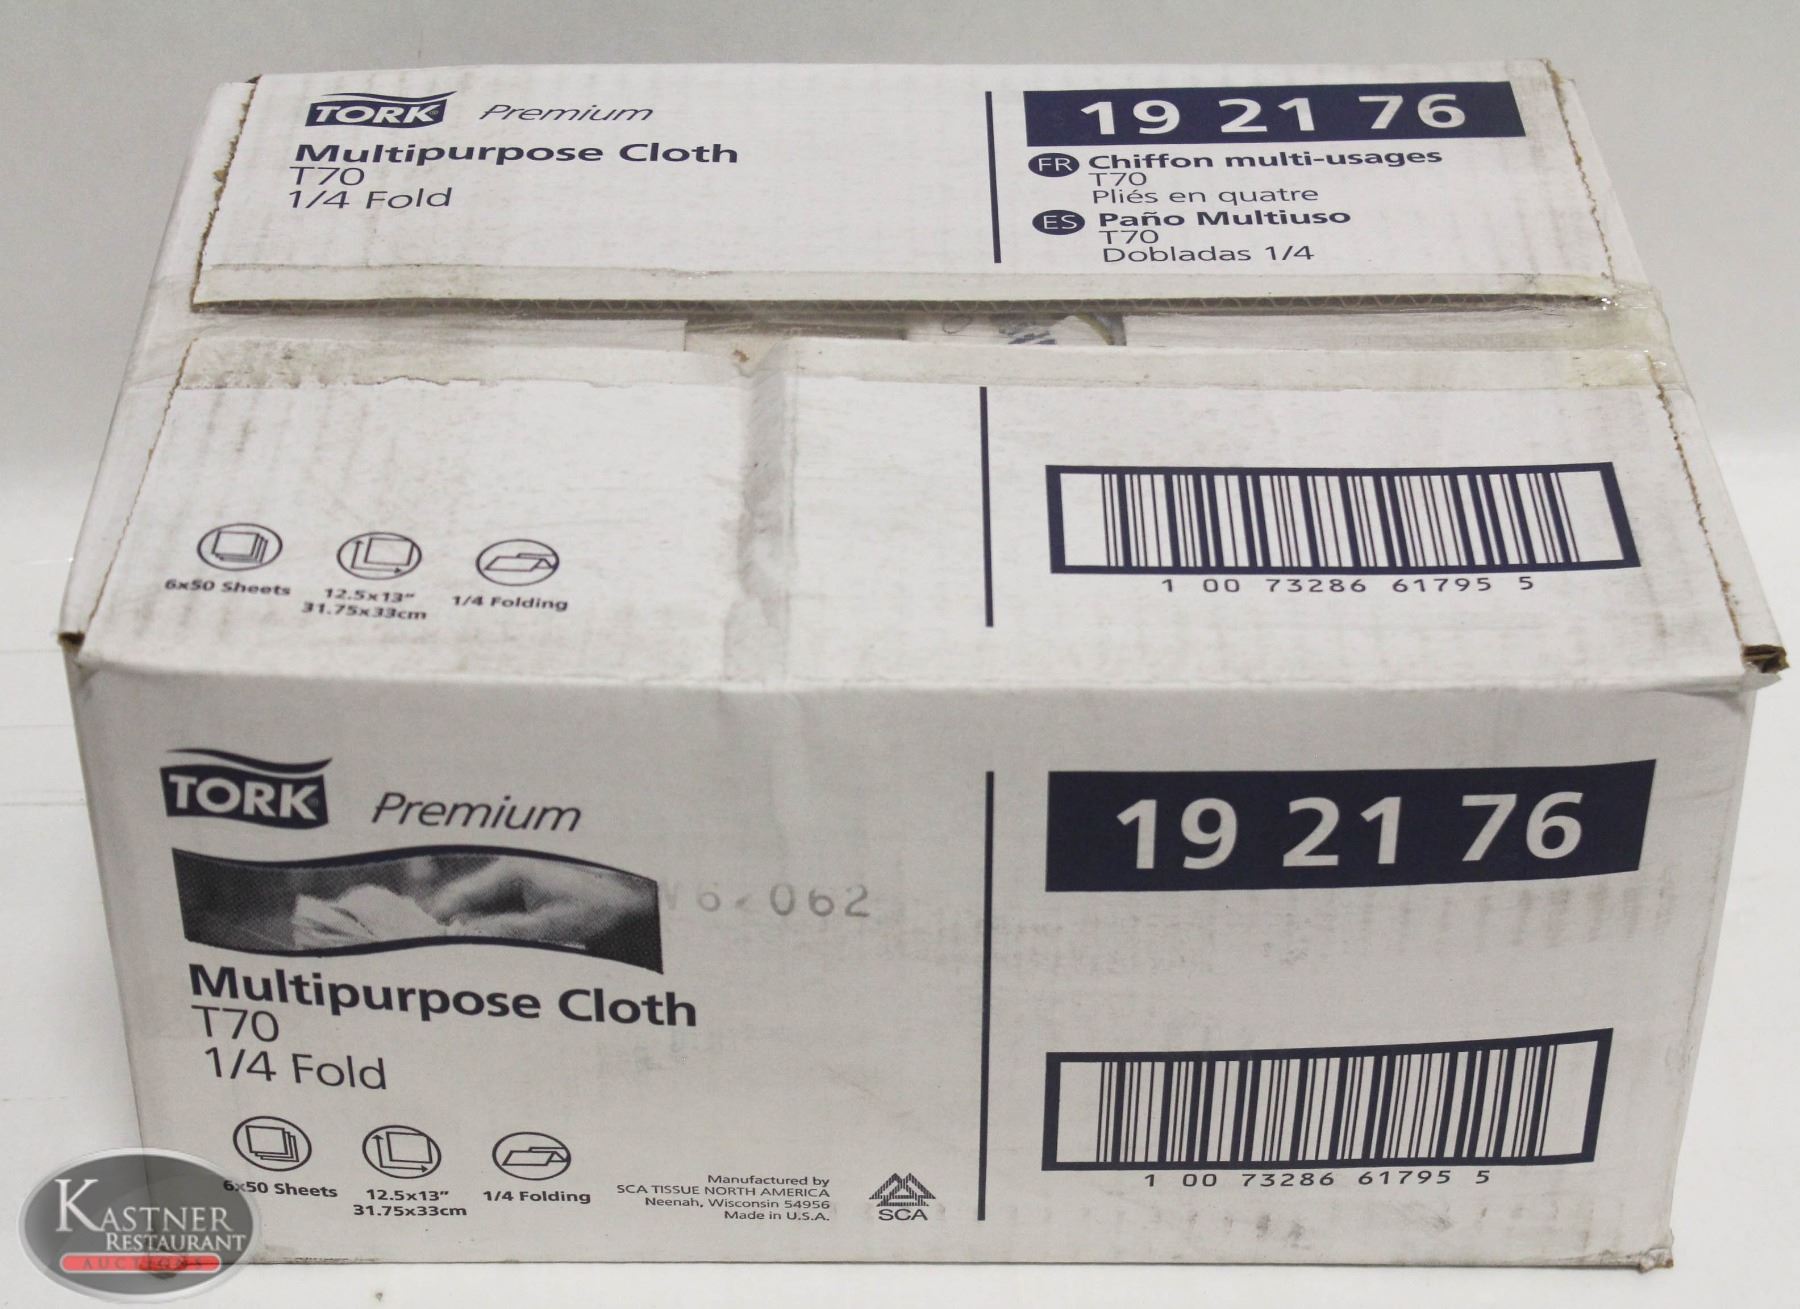 TORK Premium
Multipurpose Cloth
T70
1/4 Fold
19 21 76
FR Chiffon multi-usages
T70
Pliés en quatre
ES Paño Multiuso
T70
Dobladas 1/4
6x50 Sheets
12.5x13"
31.75x33cm
1/4 Folding
1 00 73286 61795 5
TORK Premium
Multipurpose Cloth
T70
1/4 Fold
6x50 Sheets
12.5x13"
31.75x33cm
1/4 Folding
Manufactured by
SCA TISSUE NORTH AMERICA
Neenah, Wisconsin 54956
Made in U.S.A.
SCA
19 21 76
1 00 73286 61795 5
KASTNER
RESTAURANT
AUCTIONS